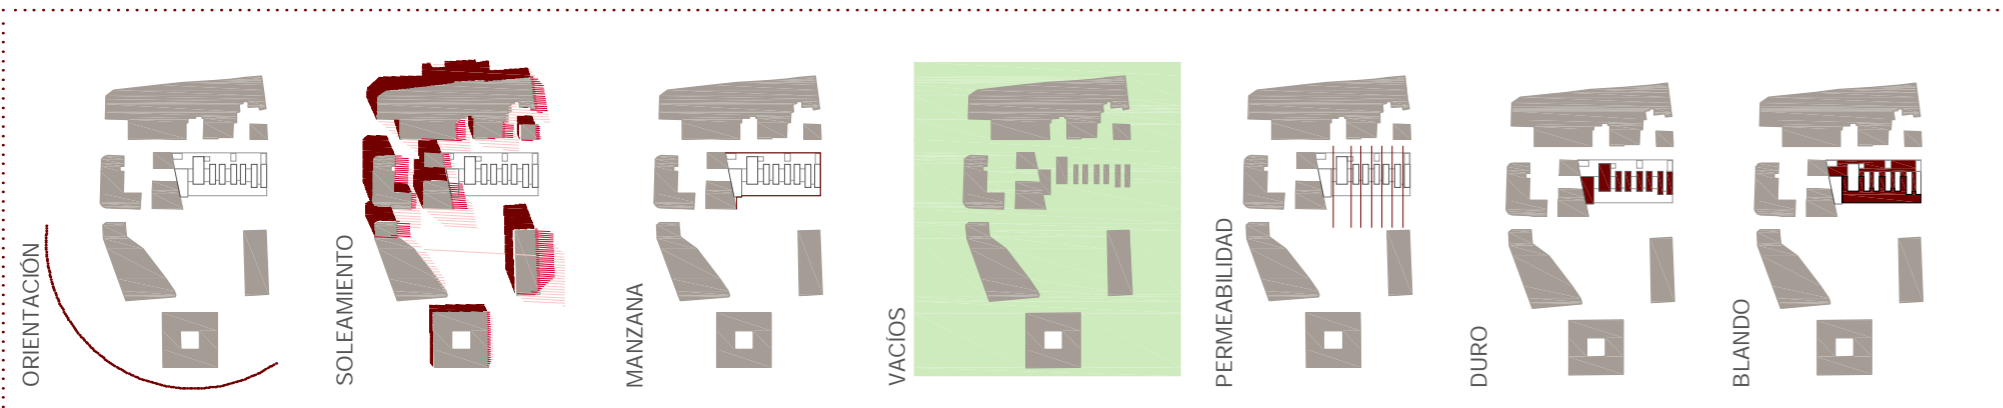 ORIENTACIÓN
SOLEAMIENTO
MANZANA
VACÍOS
PERMEABILIDAD
DURO
BLANDO